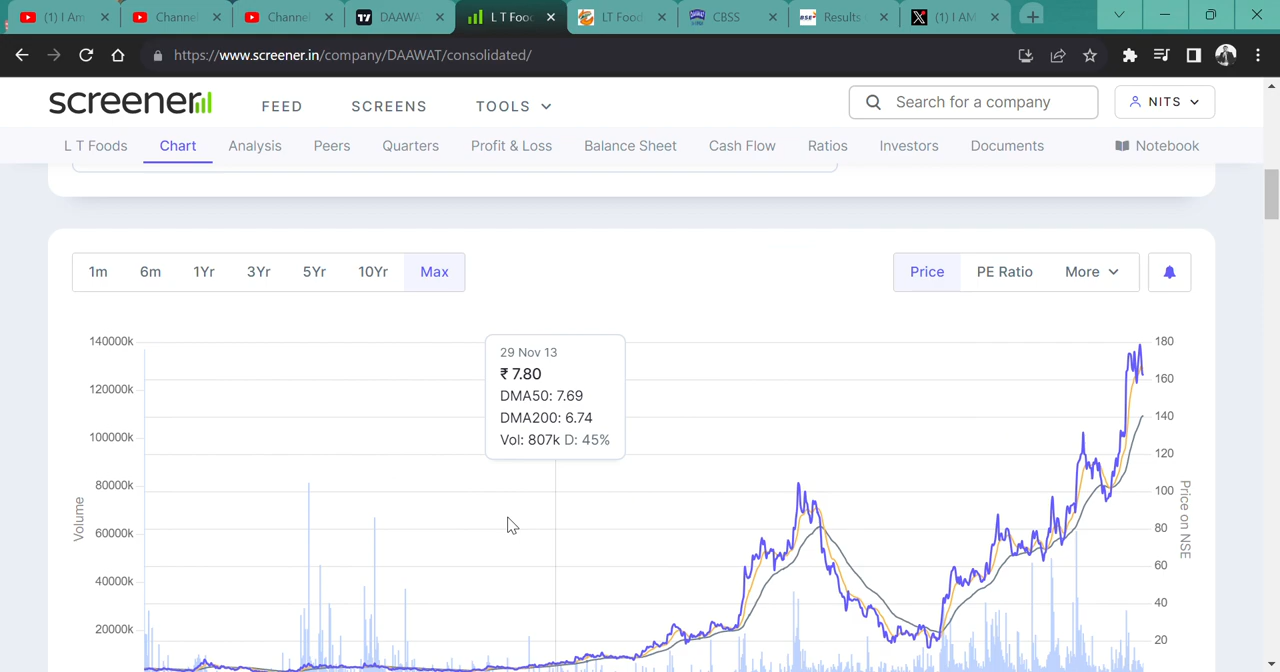 (1) I Am
Channel
Channel
DAAWA
L T Foo
LT Food
CBSS
Results
(1) I AM
https://www.screener.in/company/DAAWAT/consolidated/
screener
FEED
SCREENS
TOOLS
Search for a company
NITS
L T Foods
Chart
Analysis
Peers
Quarters
Profit & Loss
Balance Sheet
Cash Flow
Ratios
Investors
Documents
Notebook
1m
6m
1Yr
3Yr
5Yr
10Yr
Max
Price
PE Ratio
More
140000k
120000k
100000k
80000k
60000k
40000k
20000k
Volume
29 Nov 13
₹ 7.80
DMA50: 7.69
DMA200: 6.74
Vol: 807k D: 45%
180
160
140
120
100
80
60
40
20
Price on NSE